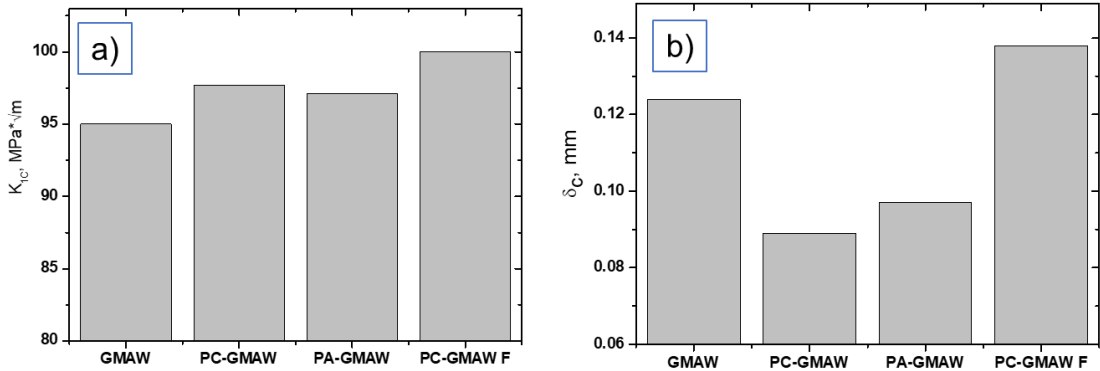 a)
K1C, MPa*√m
100
95
90
85
80
GMAW
PC-GMAW
PA-GMAW
PC-GMAW F
b)
δC, mm
0.14
0.12
0.10
0.08
0.06
GMAW
PC-GMAW
PA-GMAW
PC-GMAW F